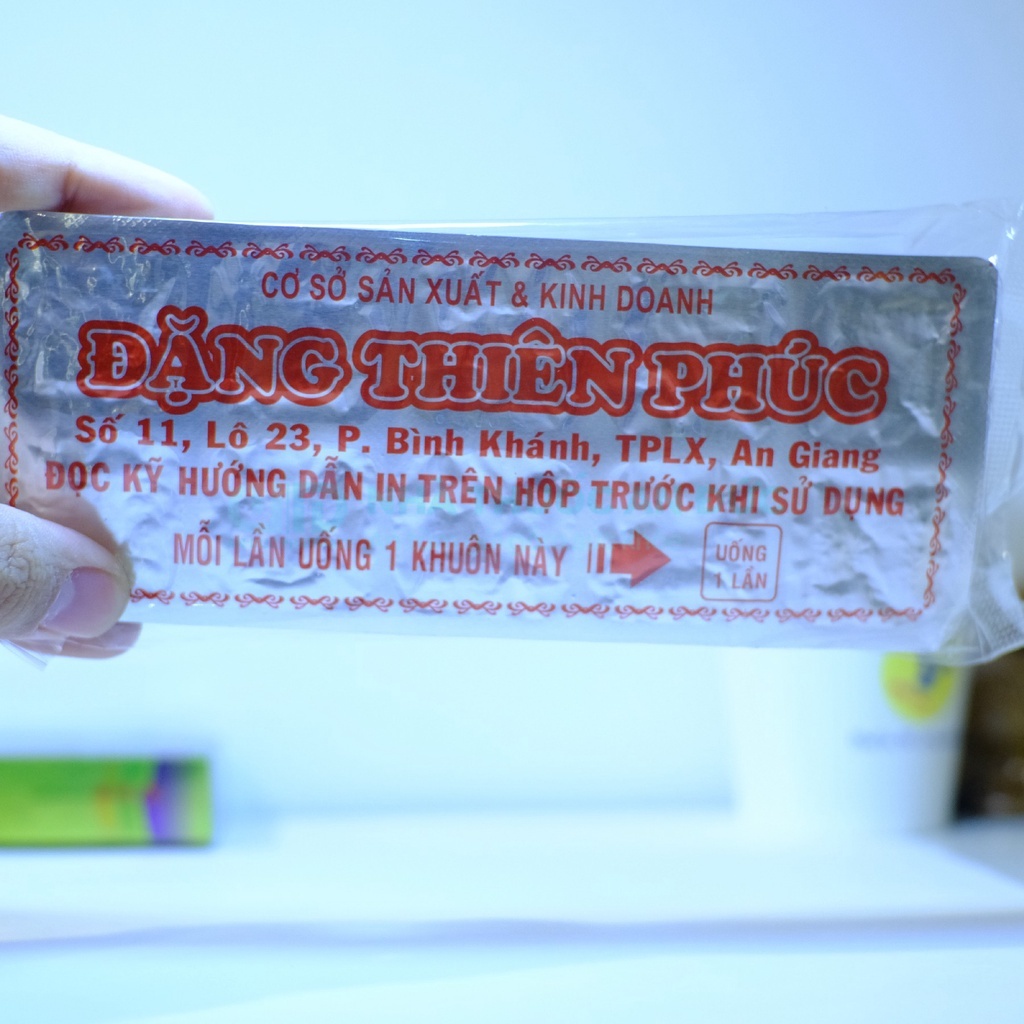 CƠ SỞ SẢN XUẤT & KINH DOANH
ĐẶNG THIÊN PHÚC
Số 11, Lô 23, P. Bình Khánh, TPLX, An Giang
ĐỌC KỸ HƯỚNG DẪN IN TRÊN HỘP TRƯỚC KHI SỬ DỤNG
MỖI LẦN UỐNG 1 KHUÔN NÀY
UỐNG
1 LẦN